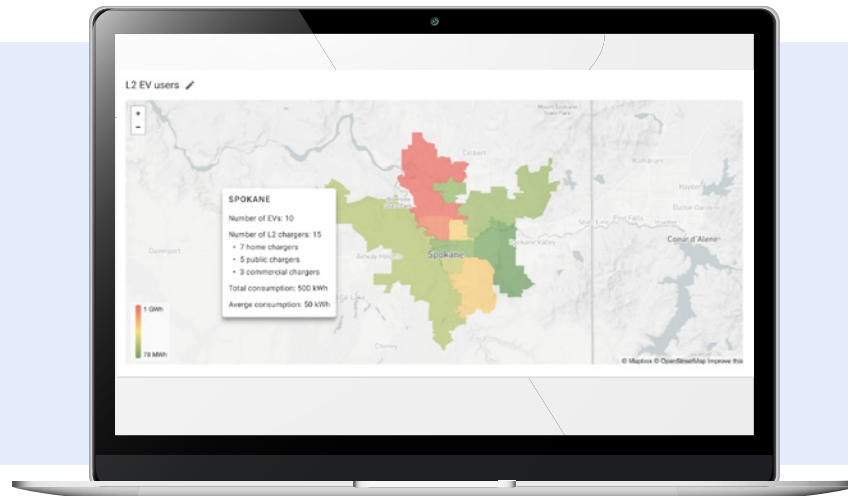 L2 EV users
+
−
Mount Spokane
State Park
Colbert
Rathdrum
Hayden
Dalton Gardens
State Line
Post Falls
Coeur d'Alene
Spokane Valley
Spokane
Airway Heights
Davenport
Cheney
SPOKANE
Number of EVs: 10
Number of L2 chargers: 15
• 7 home chargers
• 5 public chargers
• 3 commercial chargers
Total consumption: 500 kWh
Averge consumption: 50 kWh
1 GWh
78 MWh
© Mapbox © OpenStreetMap Improve this